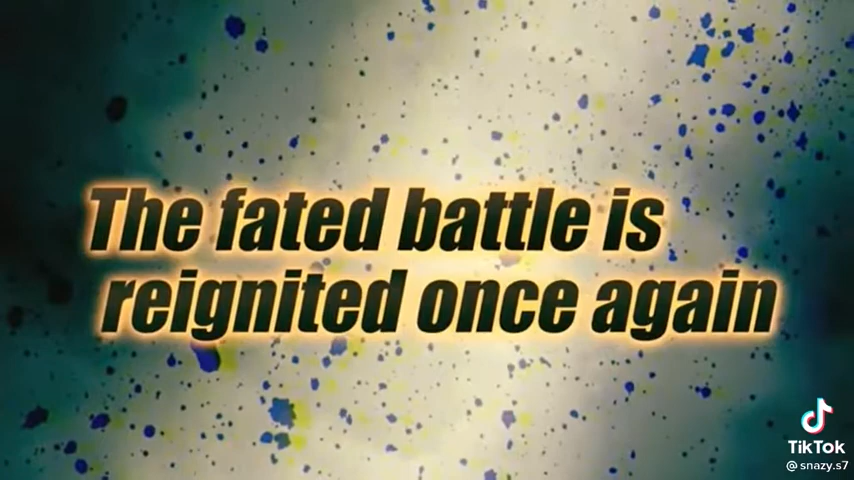 The fated battle is
reignited once again
TikTok
@snazy.s7